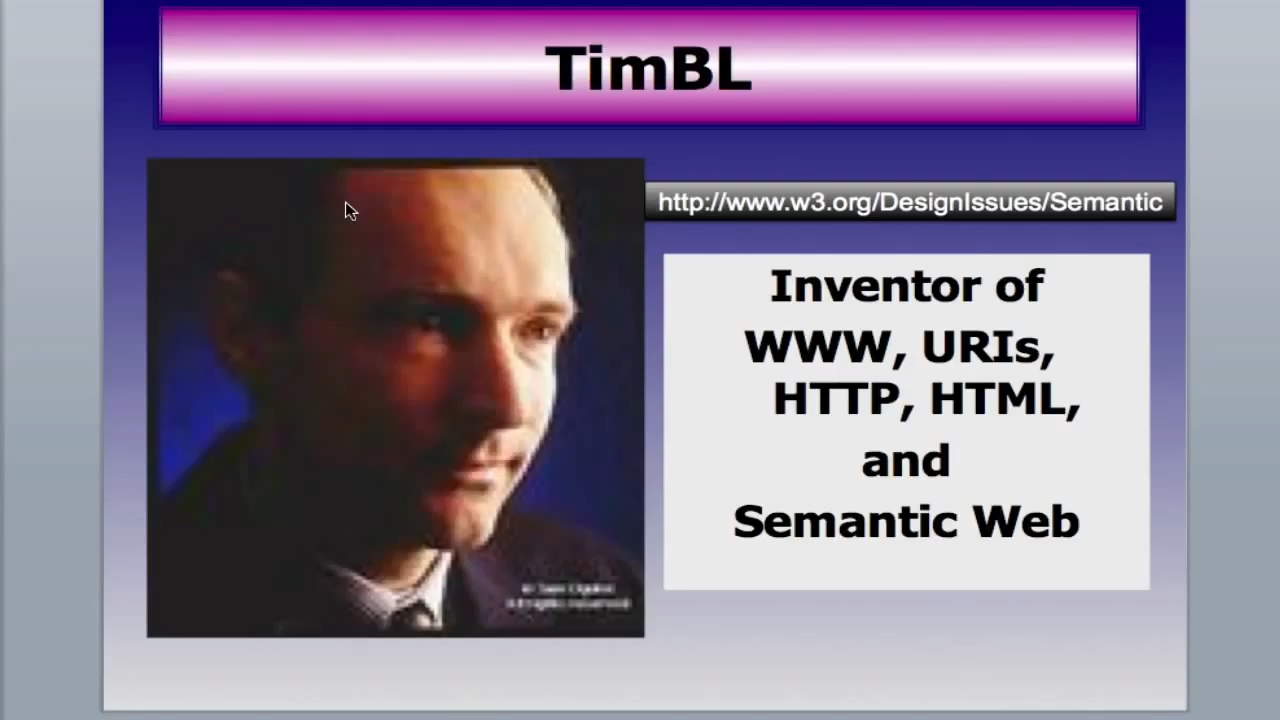 TimBL
http://www.w3.org/DesignIssues/Semantic
Inventor of
WWW, URIs,
HTTP, HTML,
and
Semantic Web